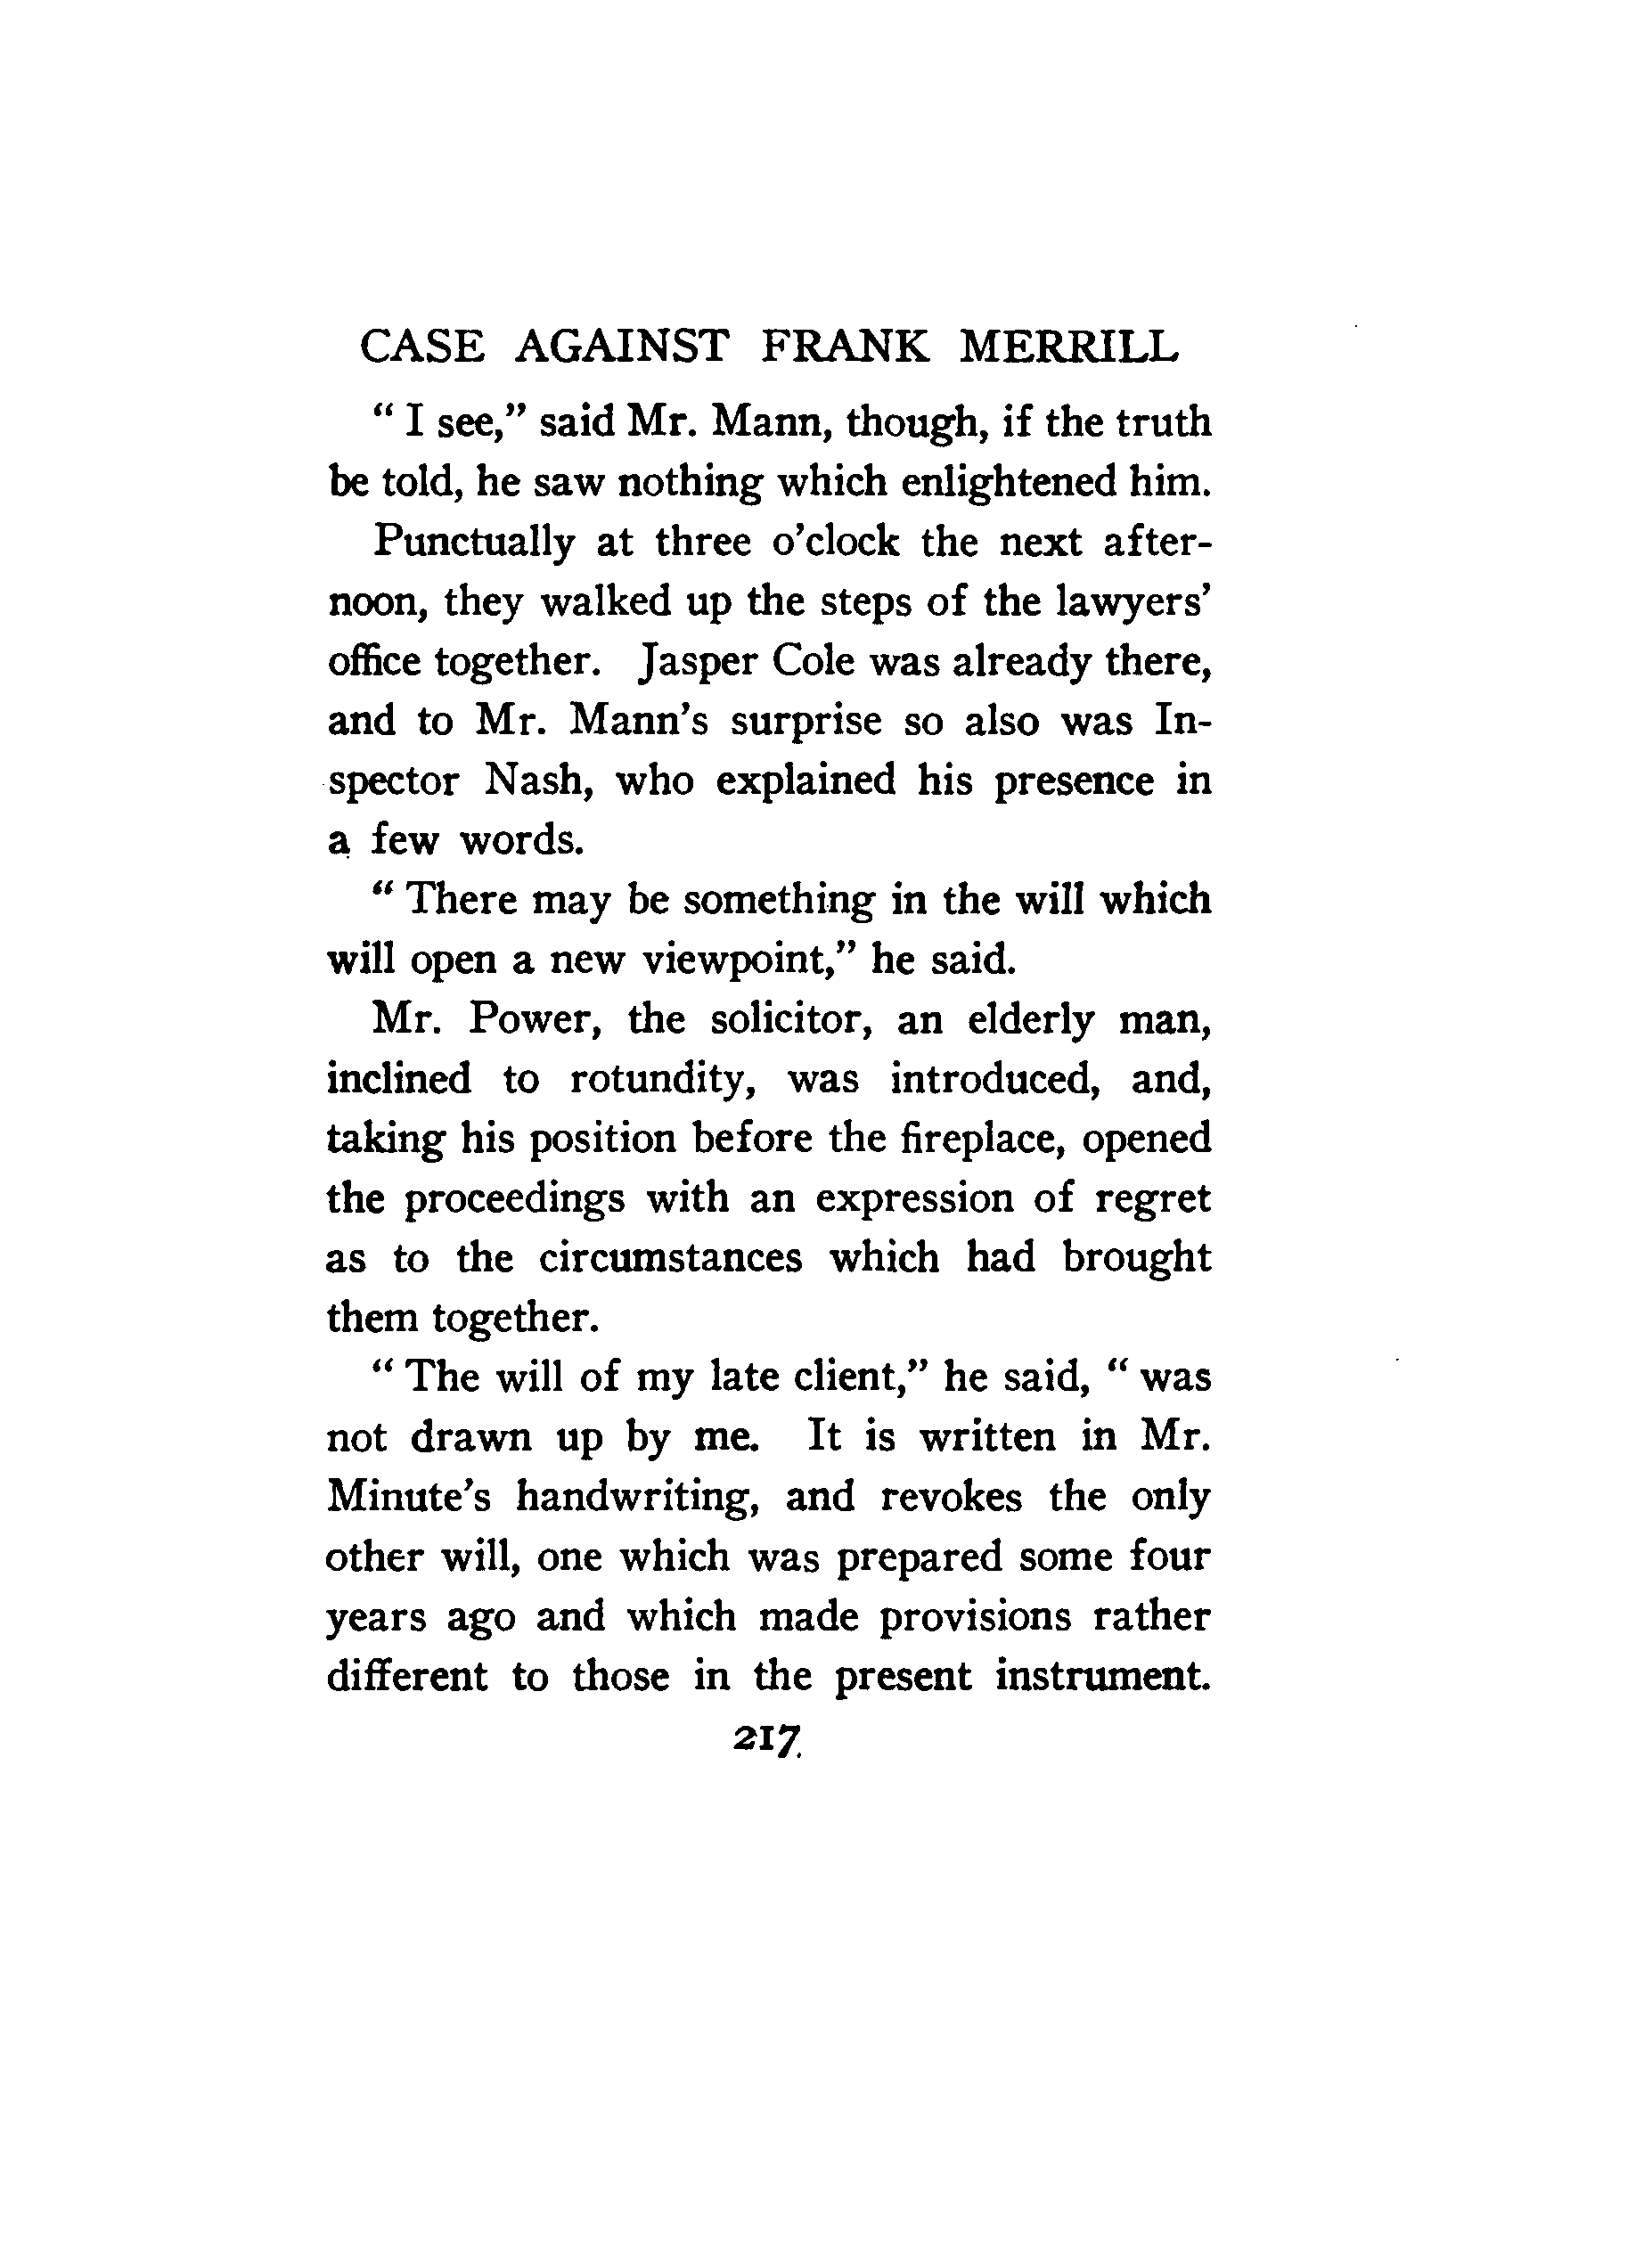 CASE AGAINST FRANK MERRILL
“ I see,” said Mr. Mann, though, if the truth
be told, he saw nothing which enlightened him.
Punctually at three o’clock the next after-
noon, they walked up the steps of the lawyers’
office together. Jasper Cole was already there,
and to Mr. Mann’s surprise so also was In-
spector Nash, who explained his presence in
a few words.
“ There may be something in the will which
will open a new viewpoint,” he said.
Mr. Power, the solicitor, an elderly man,
inclined to rotundity, was introduced, and,
taking his position before the fireplace, opened
the proceedings with an expression of regret
as to the circumstances which had brought
them together.
“ The will of my late client,” he said, “ was
not drawn up by me. It is written in Mr.
Minute’s handwriting, and revokes the only
other will, one which was prepared some four
years ago and which made provisions rather
different to those in the present instrument.
217